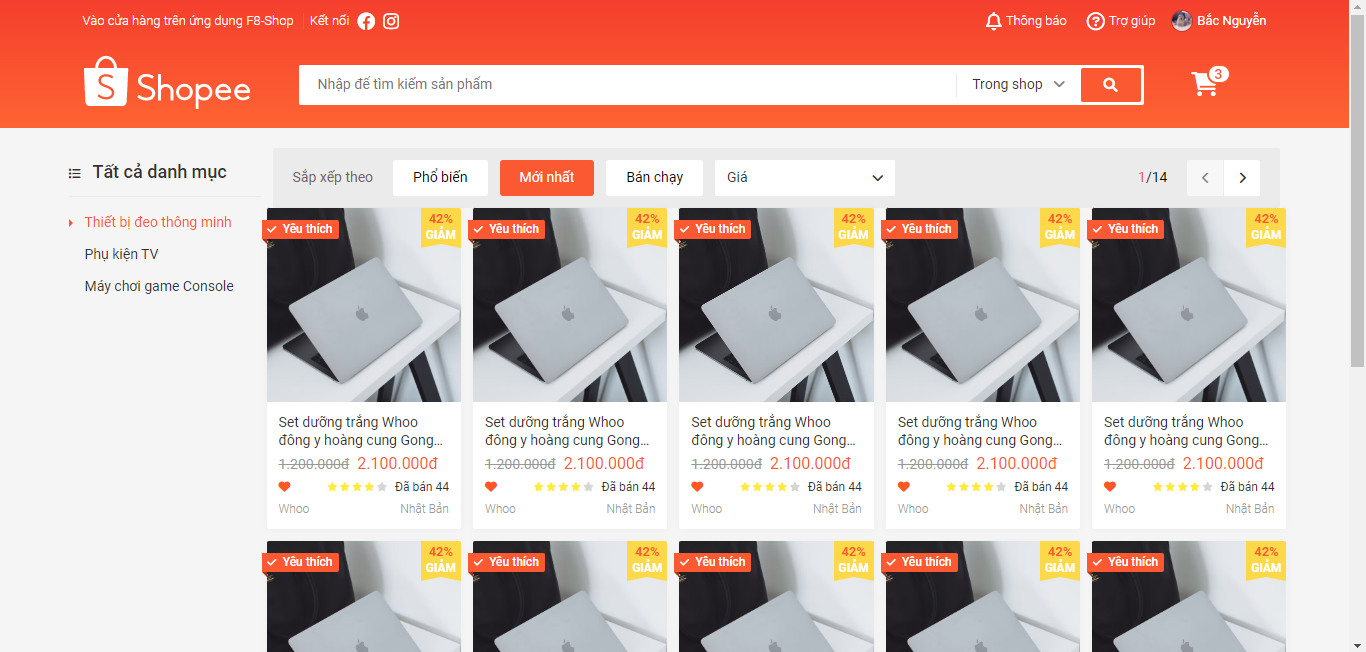 Vào cửa hàng trên ứng dụng F8-Shop Kết nối Thông báo Trợ giúp Bắc Nguyễn
S Shopee Nhập để tìm kiếm sản phẩm Trong shop 3
Tất cả danh mục
Thiết bị đeo thông minh
Phụ kiện TV
Máy chơi game Console
Sắp xếp theo Phổ biến Mới nhất Bán chạy Giá 1/14
Yêu thích 42% GIẢM
Set dưỡng trắng Whoo
đông y hoàng cung Gong...
1.200.000đ 2.100.000đ
Đã bán 44
Whoo Nhật Bản
Yêu thích 42% GIẢM
Set dưỡng trắng Whoo
đông y hoàng cung Gong...
1.200.000đ 2.100.000đ
Đã bán 44
Whoo Nhật Bản
Yêu thích 42% GIẢM
Set dưỡng trắng Whoo
đông y hoàng cung Gong...
1.200.000đ 2.100.000đ
Đã bán 44
Whoo Nhật Bản
Yêu thích 42% GIẢM
Set dưỡng trắng Whoo
đông y hoàng cung Gong...
1.200.000đ 2.100.000đ
Đã bán 44
Whoo Nhật Bản
Yêu thích 42% GIẢM
Set dưỡng trắng Whoo
đông y hoàng cung Gong...
1.200.000đ 2.100.000đ
Đã bán 44
Whoo Nhật Bản
Yêu thích 42% GIẢM
Yêu thích 42% GIẢM
Yêu thích 42% GIẢM
Yêu thích 42% GIẢM
Yêu thích 42% GIẢM